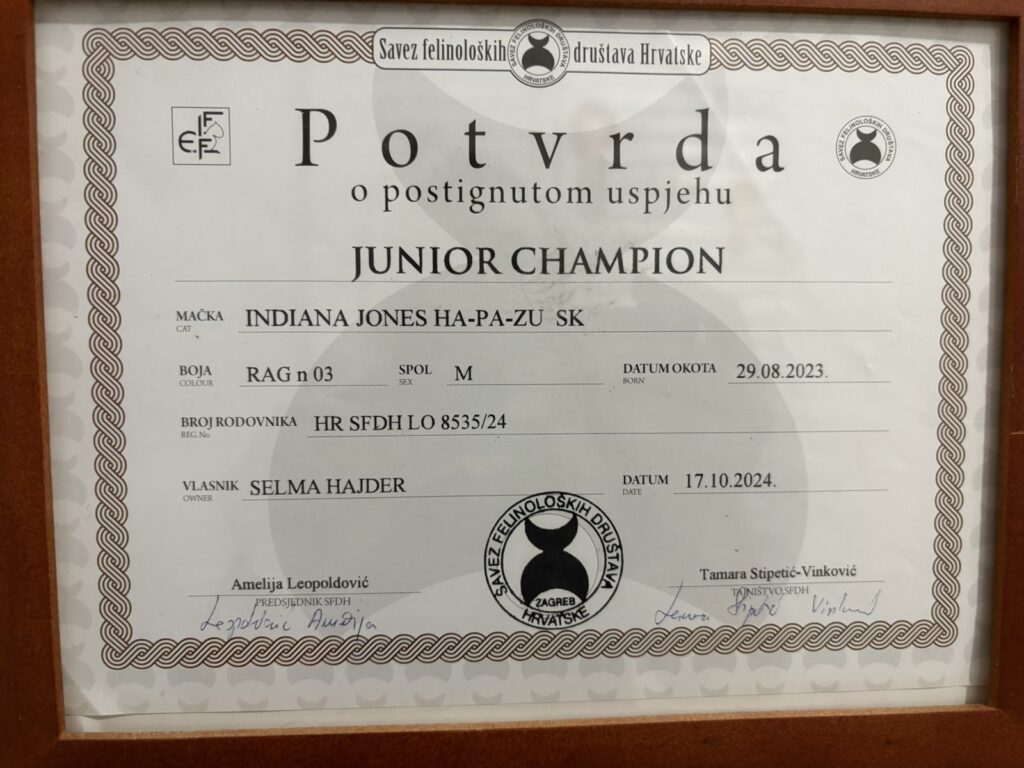 Savez felinoloških društava Hrvatske
SAVEZ FELINOLOŠKIH DRUŠTAVA
HRVATSKE
FIFe
Potvrda
SAVEZ FELINOLOŠKIH DRUŠTAVA
HRVATSKE
o postignutom uspjehu
JUNIOR CHAMPION
MAČKA INDIANA JONES HA-PA-ZU SK
CAT
BOJA RAG n 03 SPOL M DATUM OKOTA 29.08.2023.
COLOUR SEX BORN
BROJ RODOVNIKA HR SFDH LO 8535/24
REG No.
VLASNIK SELMA HAJDER DATUM 17.10.2024.
OWNER DATE
SAVEZ FELINOLOŠKIH DRUŠTAVA
ZAGREB
HRVATSKE
Amelija Leopoldović Tamara Stipetić-Vinković
PREDSJEDNIK SFDH TAJNIŠTVO SFDH